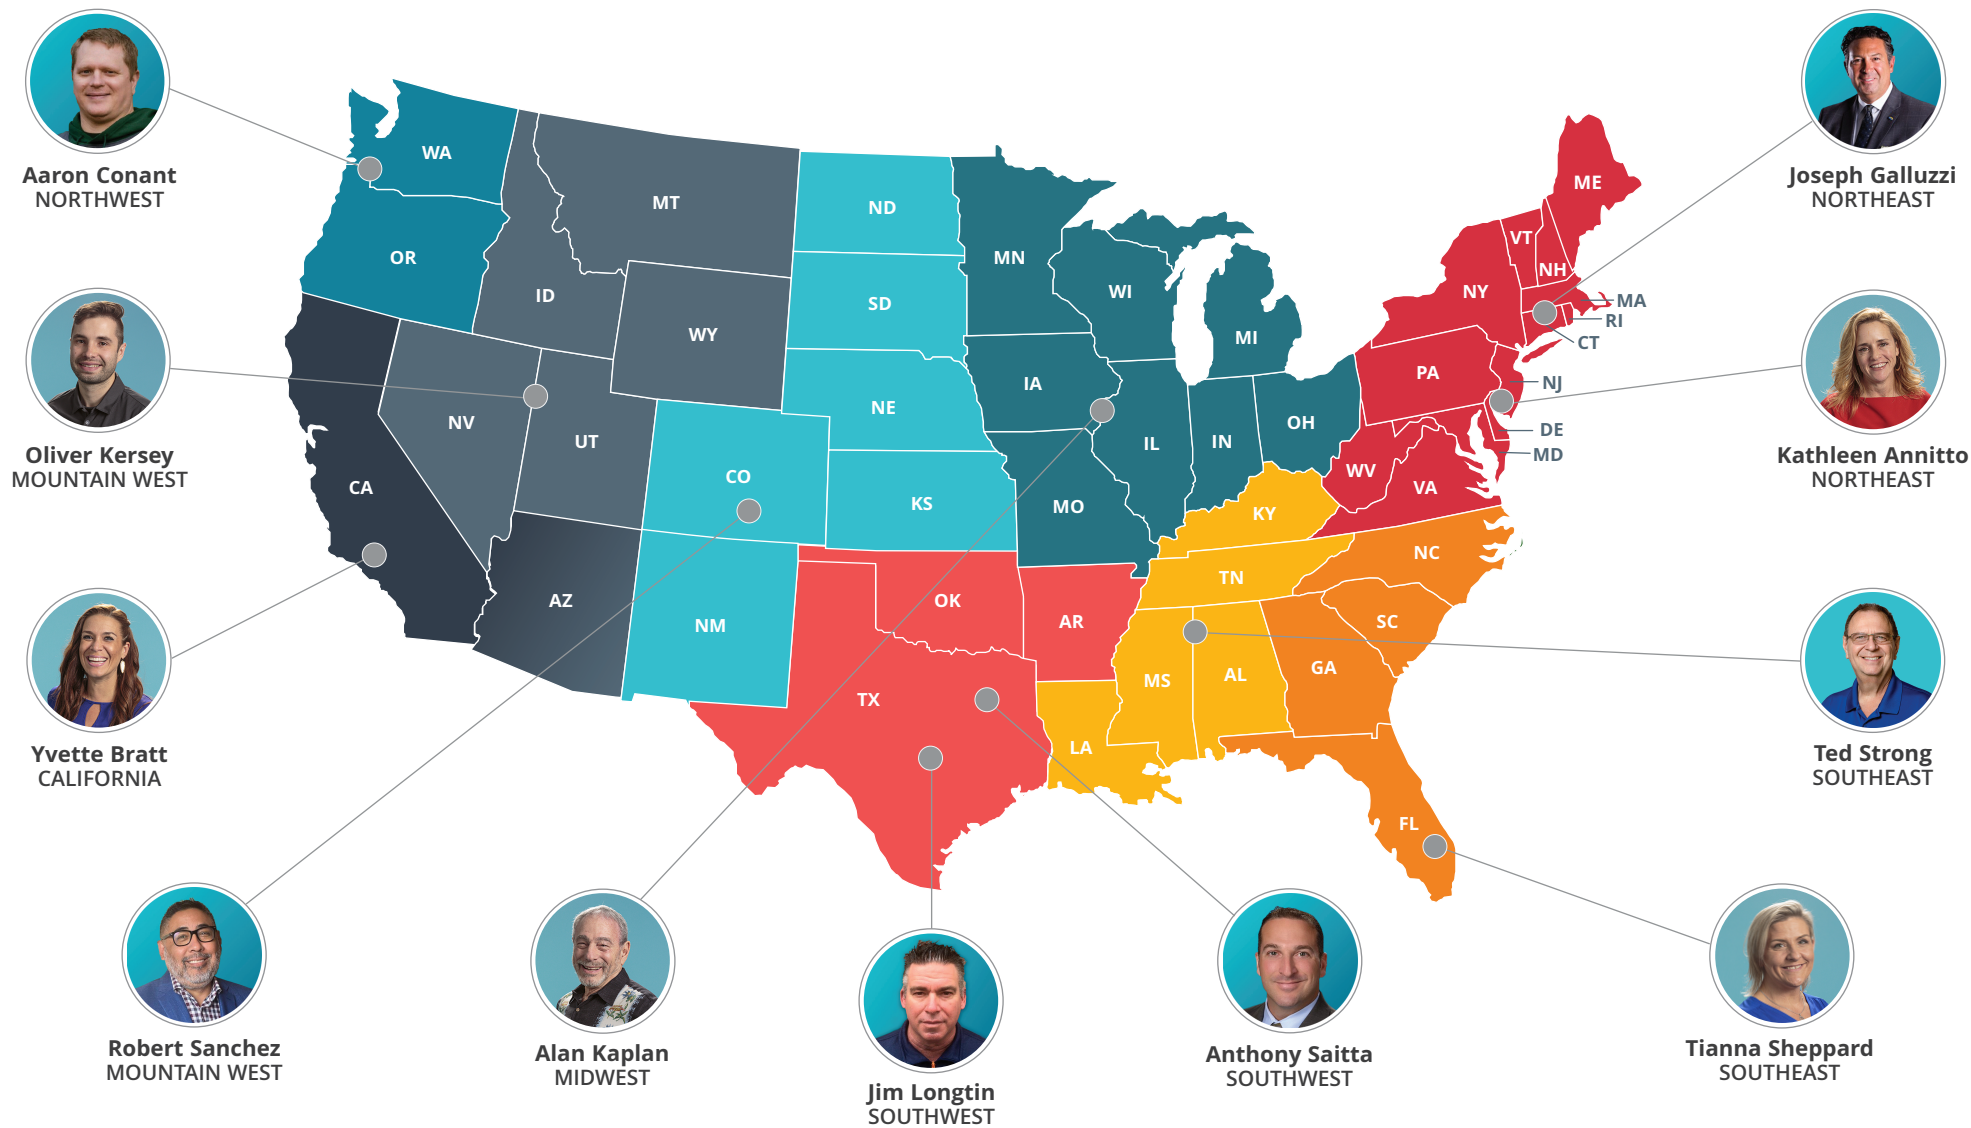 Aaron Conant
NORTHWEST
Joseph Galluzzi
NORTHEAST
Oliver Kersey
MOUNTAIN WEST
Kathleen Annitto
NORTHEAST
Yvette Bratt
CALIFORNIA
Ted Strong
SOUTHEAST
Robert Sanchez
MOUNTAIN WEST
Alan Kaplan
MIDWEST
Jim Longtin
SOUTHWEST
Anthony Saitta
SOUTHWEST
Tianna Sheppard
SOUTHEAST
WA
OR
CA
NV
ID
MT
WY
UT
AZ
CO
NM
ND
SD
NE
KS
OK
TX
MN
IA
MO
AR
LA
WI
IL
MI
IN
OH
KY
TN
MS
AL
GA
FL
SC
NC
VA
WV
PA
NY
VT
NH
ME
MA
RI
CT
NJ
DE
MD